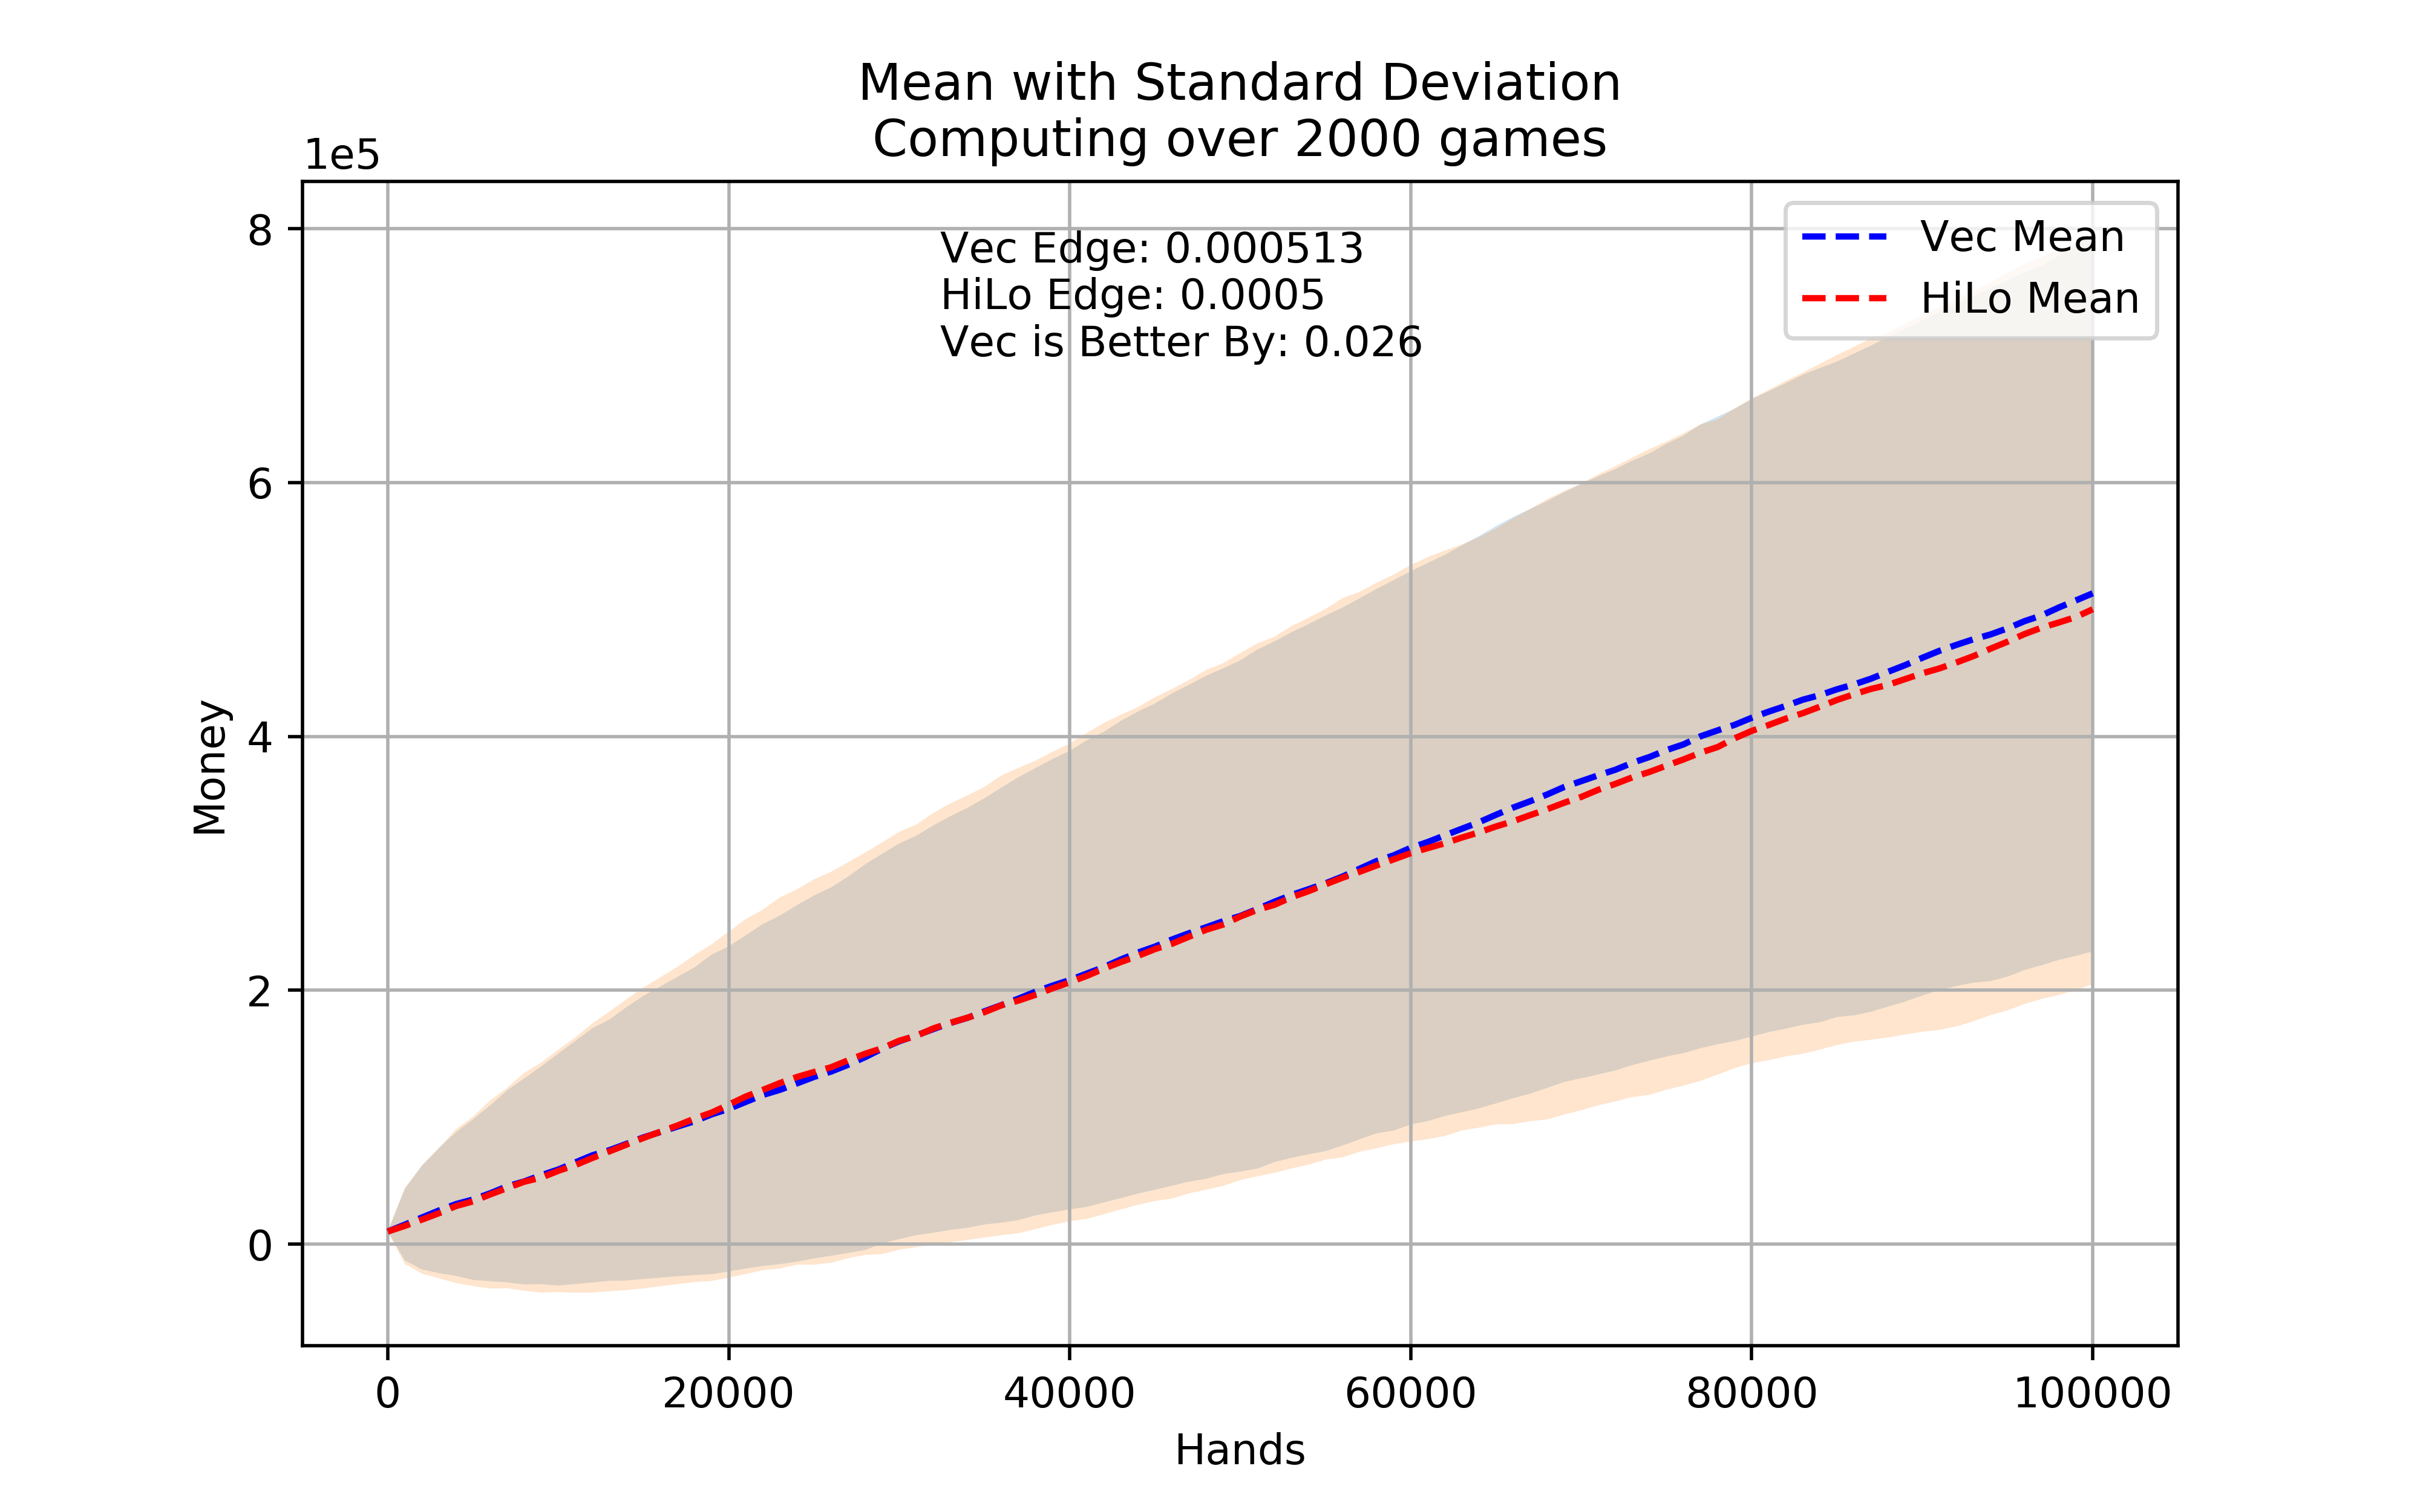 Mean with Standard Deviation
Computing over 2000 games
1e5
8
6
4
2
0
Money
Vec Edge: 0.000513
HiLo Edge: 0.0005
Vec is Better By: 0.026
Vec Mean
HiLo Mean
0 20000 40000 60000 80000 100000
Hands